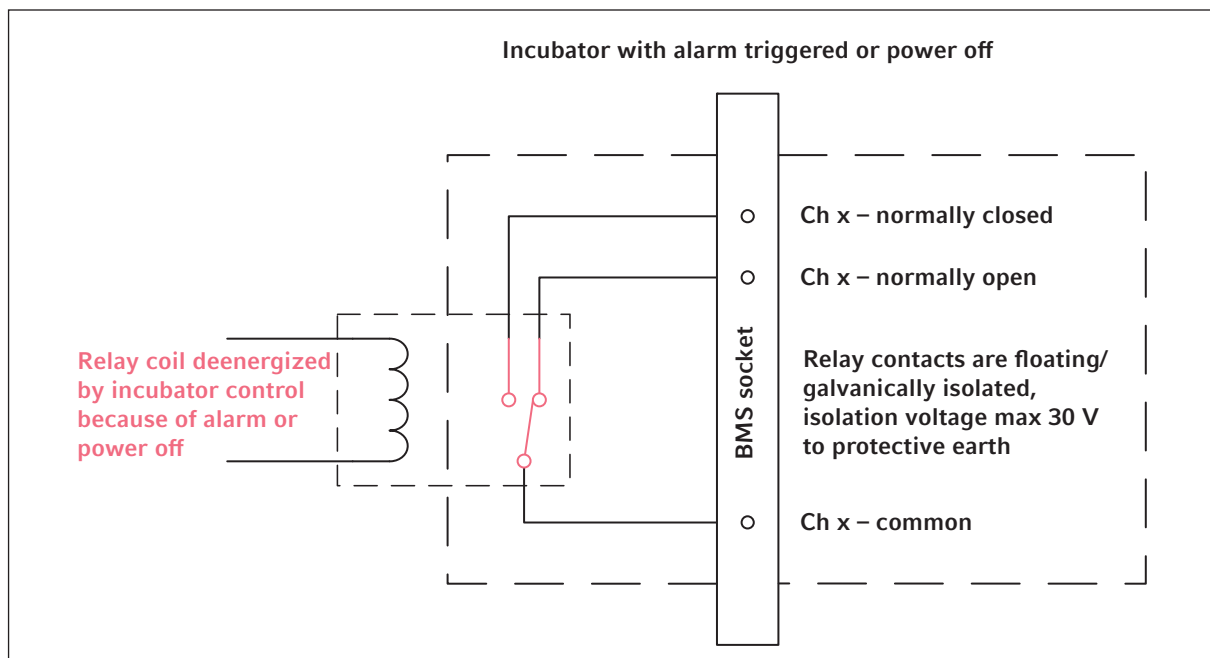 Incubator with alarm triggered or power off
Ch x – normally closed
Ch x – normally open
Relay coil deenergized
by incubator control
because of alarm or
power off
BMS socket
Relay contacts are floating/
galvanically isolated,
isolation voltage max 30 V
to protective earth
Ch x – common